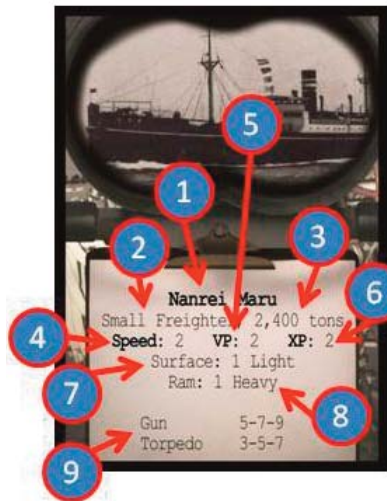 5
1
2
3
Nanrei Maru
6
Small Freighter 2,400 tons
4
Speed: 2 VP: 2 XP: 2
7
Surface: 1 Light
Ram: 1 Heavy
8
Gun 5-7-9
9
Torpedo 3-5-7